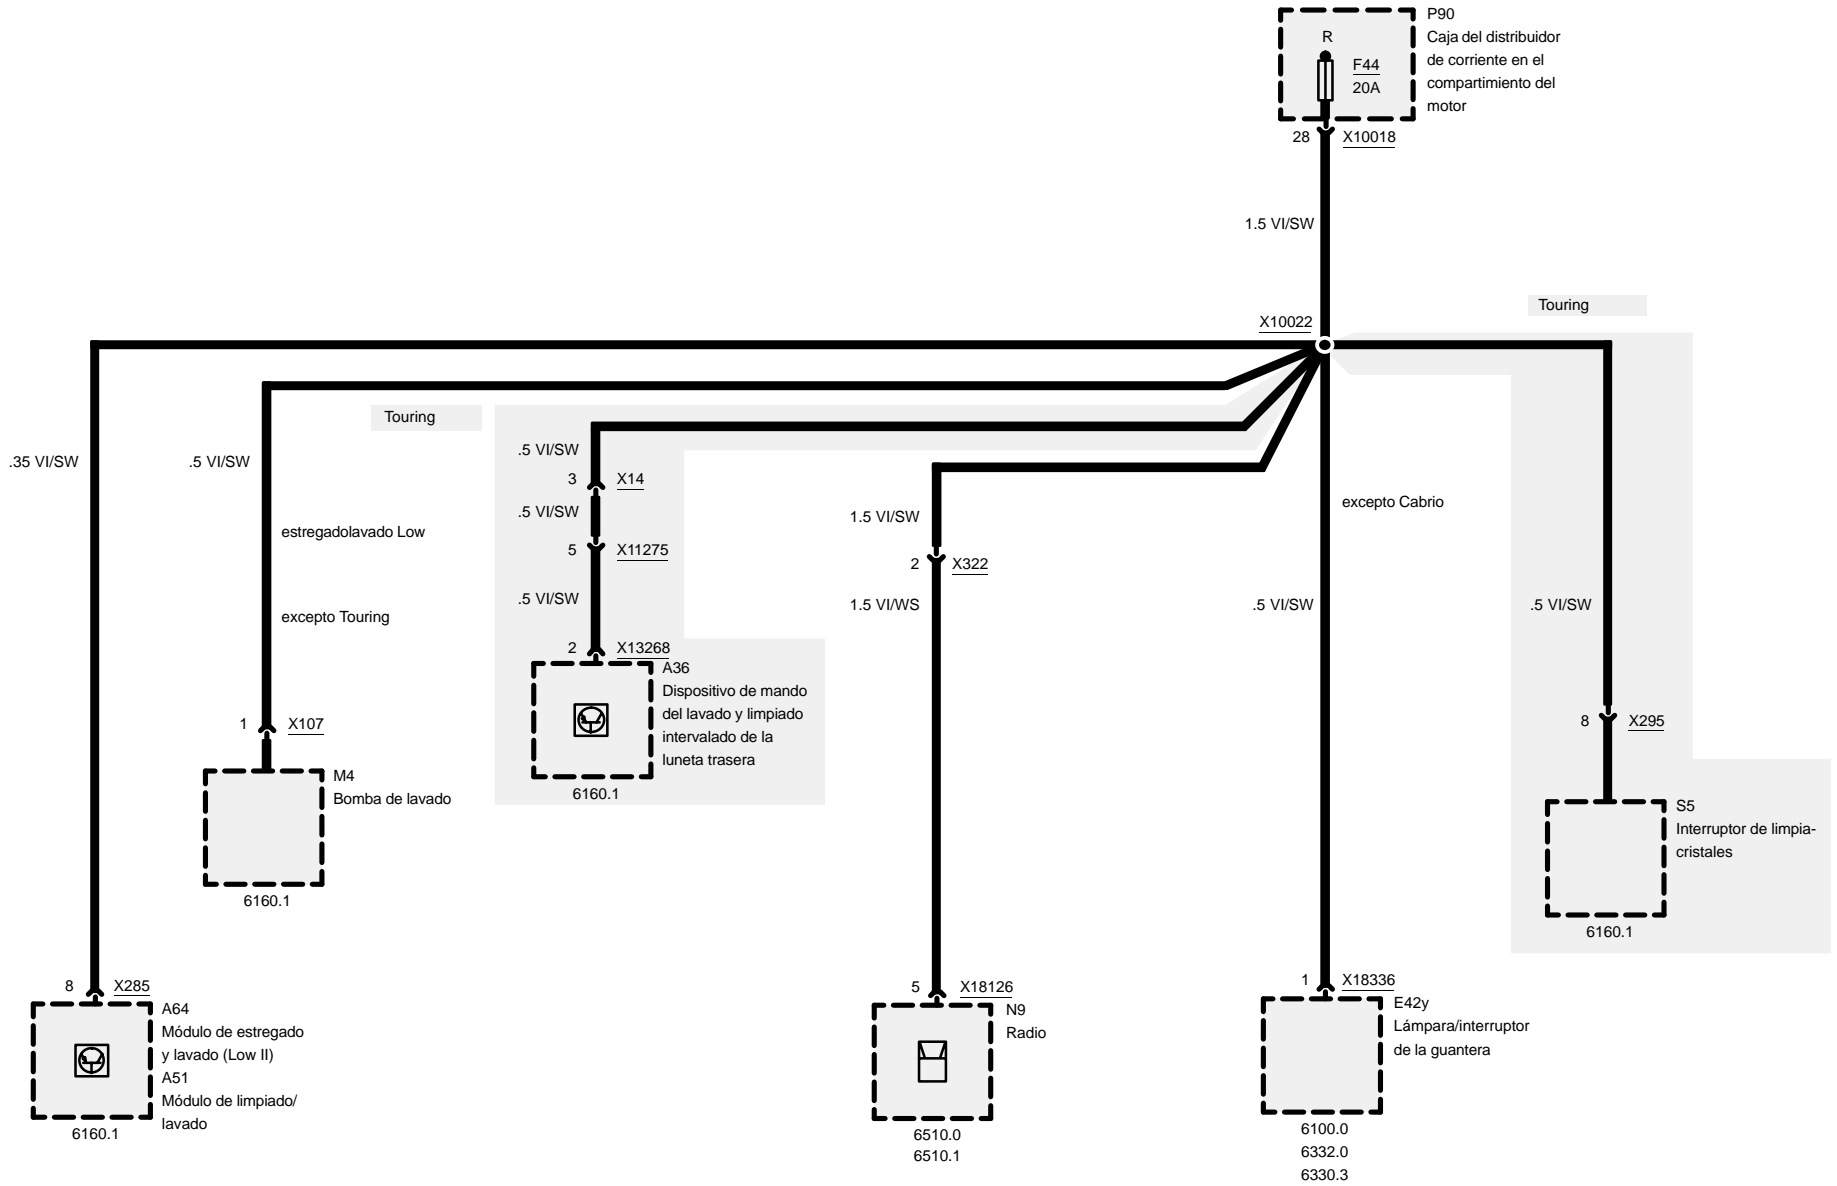 P90
Caja del distribuidor
de corriente en el
compartimiento del
motor
R
F44
20A
28
X10018
1.5 VI/SW
X10022
Touring
Touring
.35 VI/SW
.5 VI/SW
estregadolavado Low
excepto Touring
.5 VI/SW
3
X14
.5 VI/SW
5
X11275
.5 VI/SW
2
X13268
A36
Dispositivo de mando
del lavado y limpiado
intervalado de la
luneta trasera
6160.1
1.5 VI/SW
2
X322
1.5 VI/WS
excepto Cabrio
.5 VI/SW
.5 VI/SW
8
X295
S5
Interruptor de limpia-
cristales
6160.1
1
X107
M4
Bomba de lavado
6160.1
8
X285
A64
Módulo de estregado
y lavado (Low II)
A51
Módulo de limpiado/
lavado
6160.1
5
X18126
N9
Radio
6510.0
6510.1
1
X18336
E42y
Lámpara/interruptor
de la guantera
6100.0
6332.0
6330.3